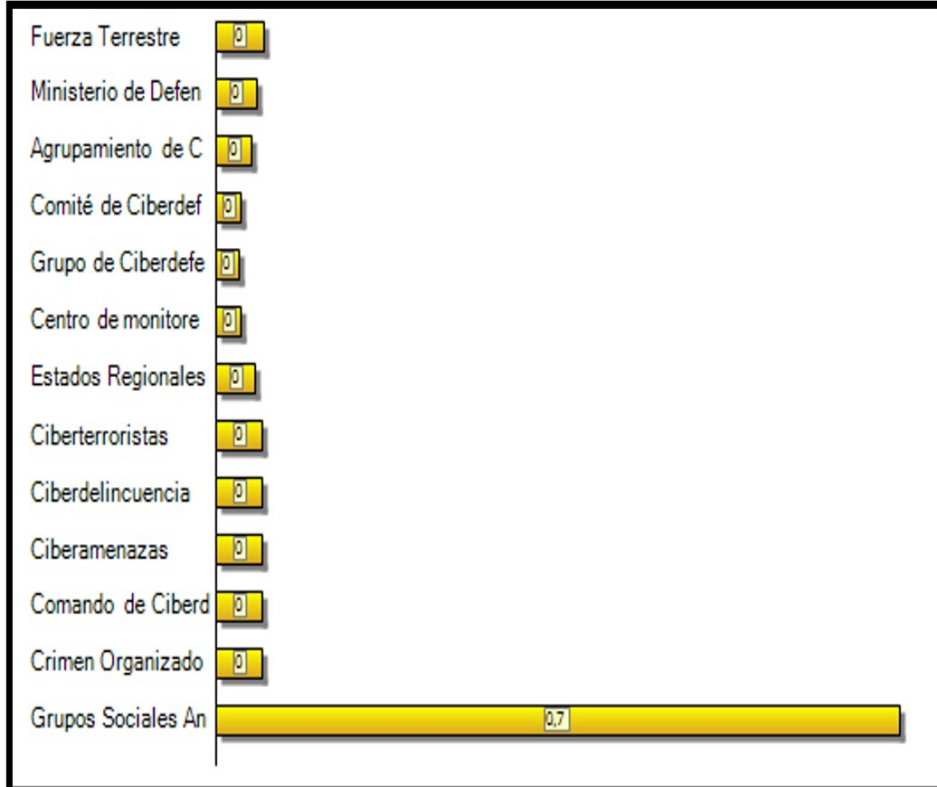 Fuerza Terrestre 0
Ministerio de Defen 0
Agrupamiento de C 0
Comité de Ciberdef 0
Grupo de Ciberdefe 0
Centro de monitore 0
Estados Regionales 0
Ciberterroristas 0
Ciberdelincuencia 0
Ciberamenazas 0
Comando de Ciberd 0
Crimen Organizado 0
Grupos Sociales An 0,7